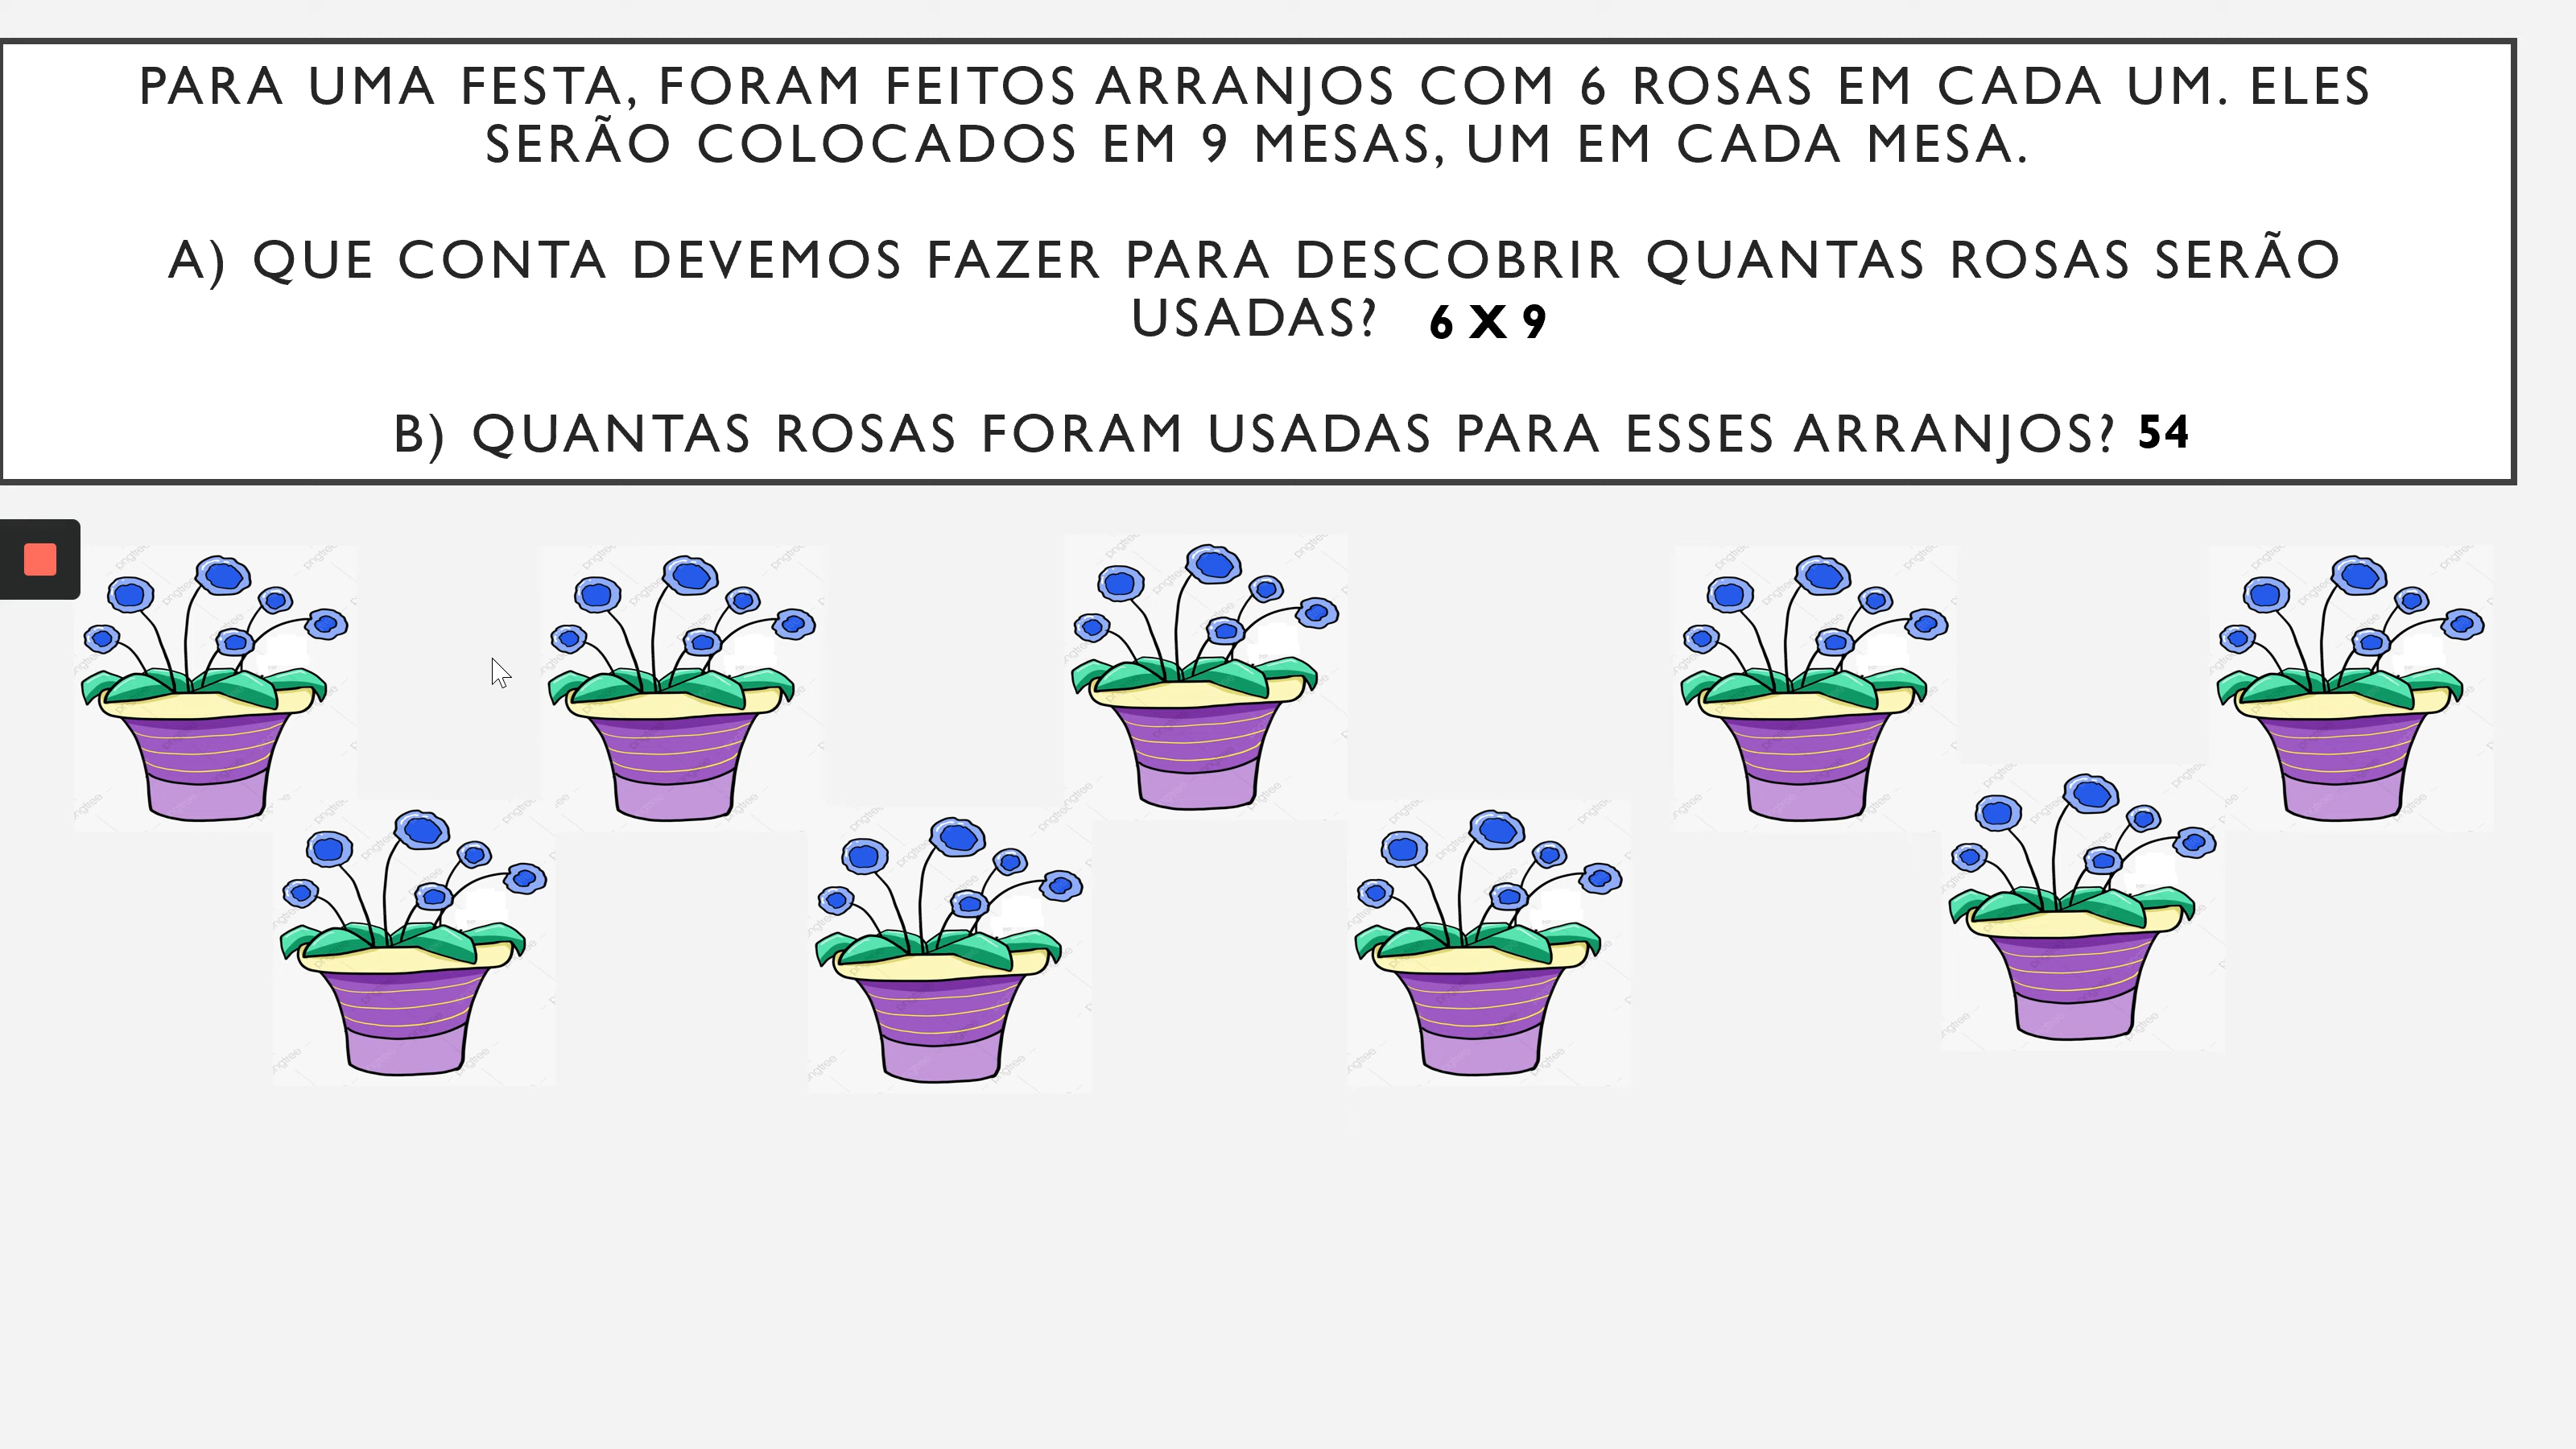 PARA UMA FESTA, FORAM FEITOS ARRANJOS COM 6 ROSAS EM CADA UM. ELES
SERÃO COLOCADOS EM 9 MESAS, UM EM CADA MESA.
A) QUE CONTA DEVEMOS FAZER PARA DESCOBRIR QUANTAS ROSAS SERÃO
USADAS? 6 X 9
B) QUANTAS ROSAS FORAM USADAS PARA ESSES ARRANJOS? 54